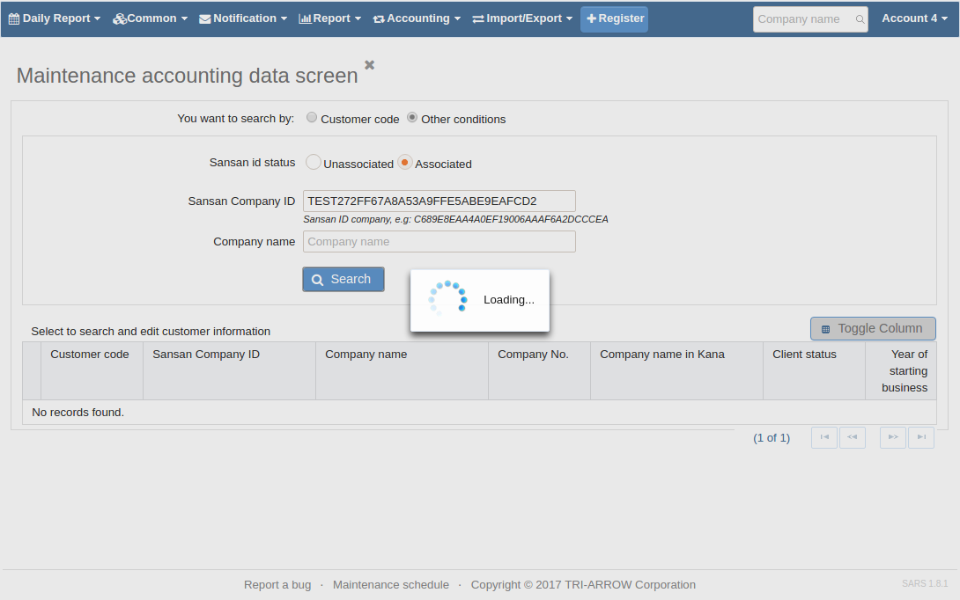 Daily Report Common Notification Report Accounting Import/Export Register Company name Account 4
Maintenance accounting data screen
You want to search by: Customer code Other conditions
Sansan id status Unassociated Associated
Sansan Company ID TEST272FF67A8A53A9FFE5ABE9EAFCD2
Sansan ID company, e.g: C689E8EAA4A0EF19006AAAF6A2DCCCEA
Company name Company name
Search
Loading...
Select to search and edit customer information Toggle Column
Customer code Sansan Company ID Company name Company No. Company name in Kana Client status Year of
starting
business
No records found.
(1 of 1)
Report a bug · Maintenance schedule · Copyright © 2017 TRI-ARROW Corporation SARS 1.8.1